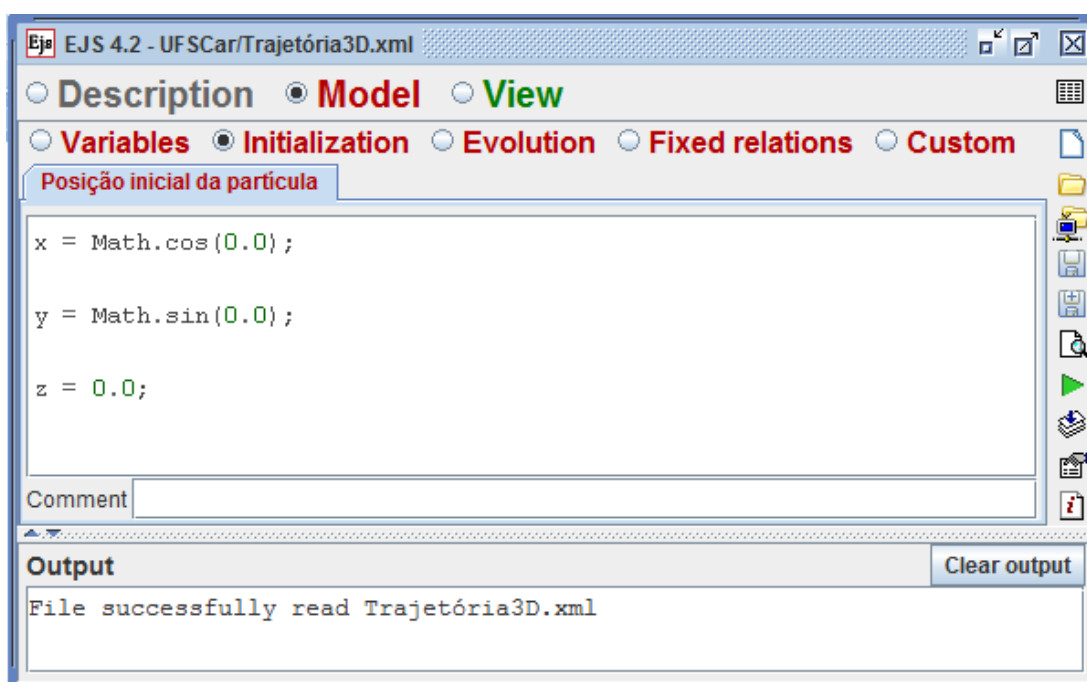 Ejs EJS 4.2 - UFSCar/Trajetória3D.xml
Description Model View
Variables Initialization Evolution Fixed relations Custom
Posição inicial da partícula
x = Math.cos(0.0);
y = Math.sin(0.0);
z = 0.0;
Comment
Output Clear output
File successfully read Trajetória3D.xml